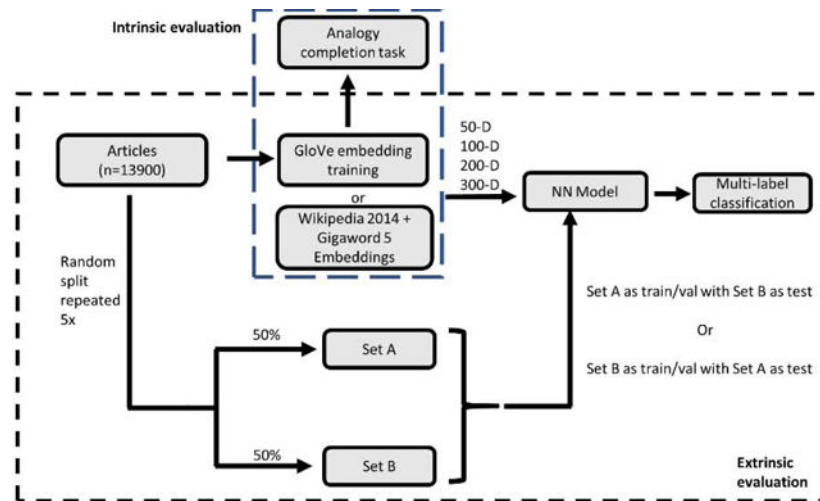 Intrinsic evaluation
Analogy
completion task
Articles
(n=13900)
GloVe embedding
training
or
Wikipedia 2014 +
Gigaword 5
Embeddings
50-D
100-D
200-D
300-D
NN Model
Multi-label
classification
Random
split
repeated
5x
50%
Set A
50%
Set B
Set A as train/val with Set B as test
Or
Set B as train/val with Set A as test
Extrinsic
evaluation